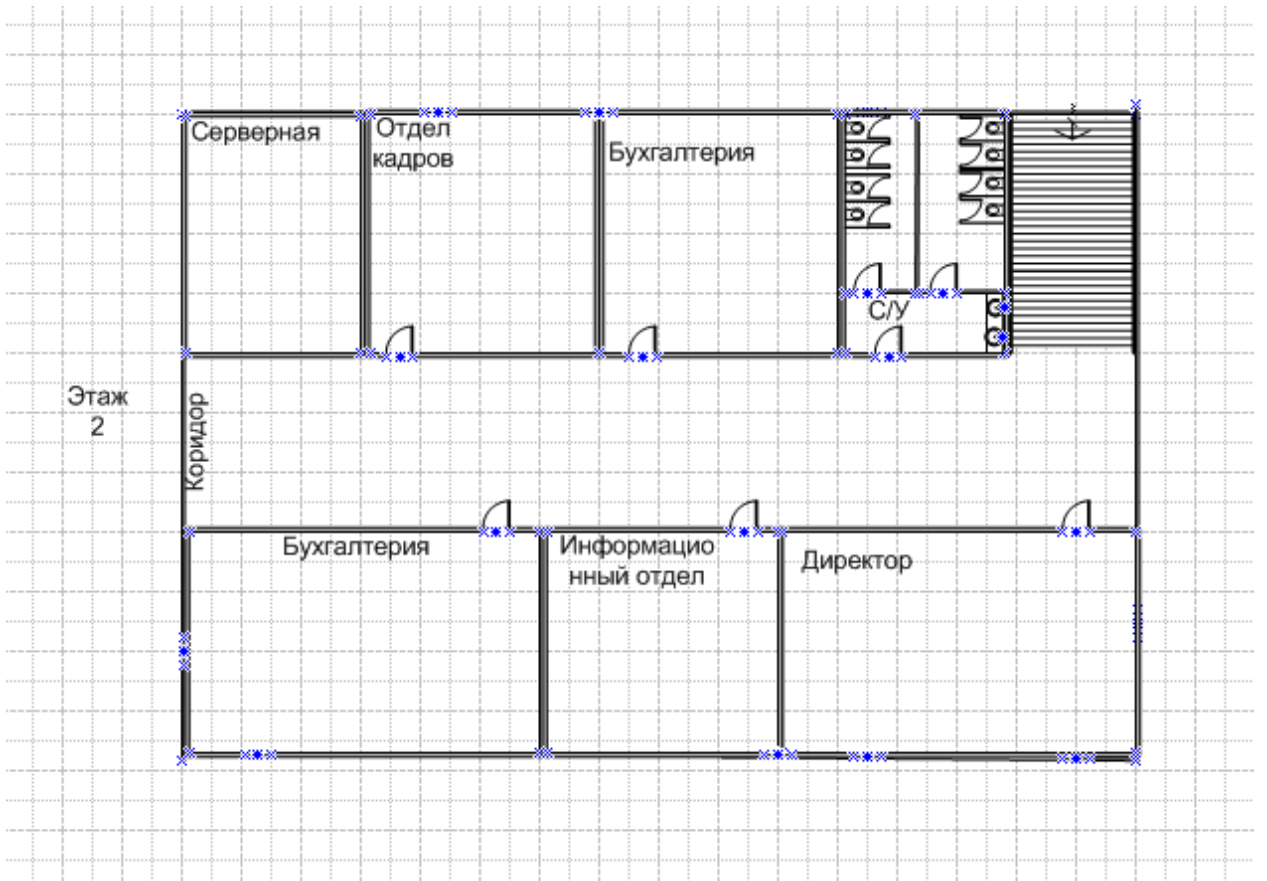 Серверная
Отдел
кадров
Бухгалтерия
С/У
Этаж
2
Коридор
Бухгалтерия
Информацио
нный отдел
Директор